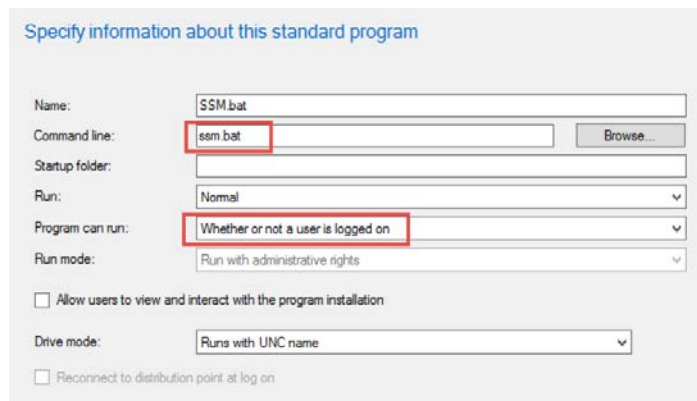 Specify information about this standard program
Name: SSM.bat
Command line: ssm.bat Browse...
Startup folder:
Run: Normal
Program can run: Whether or not a user is logged on
Run mode: Run with administrative rights
Allow users to view and interact with the program installation
Drive mode: Runs with UNC name
Reconnect to distribution point at log on